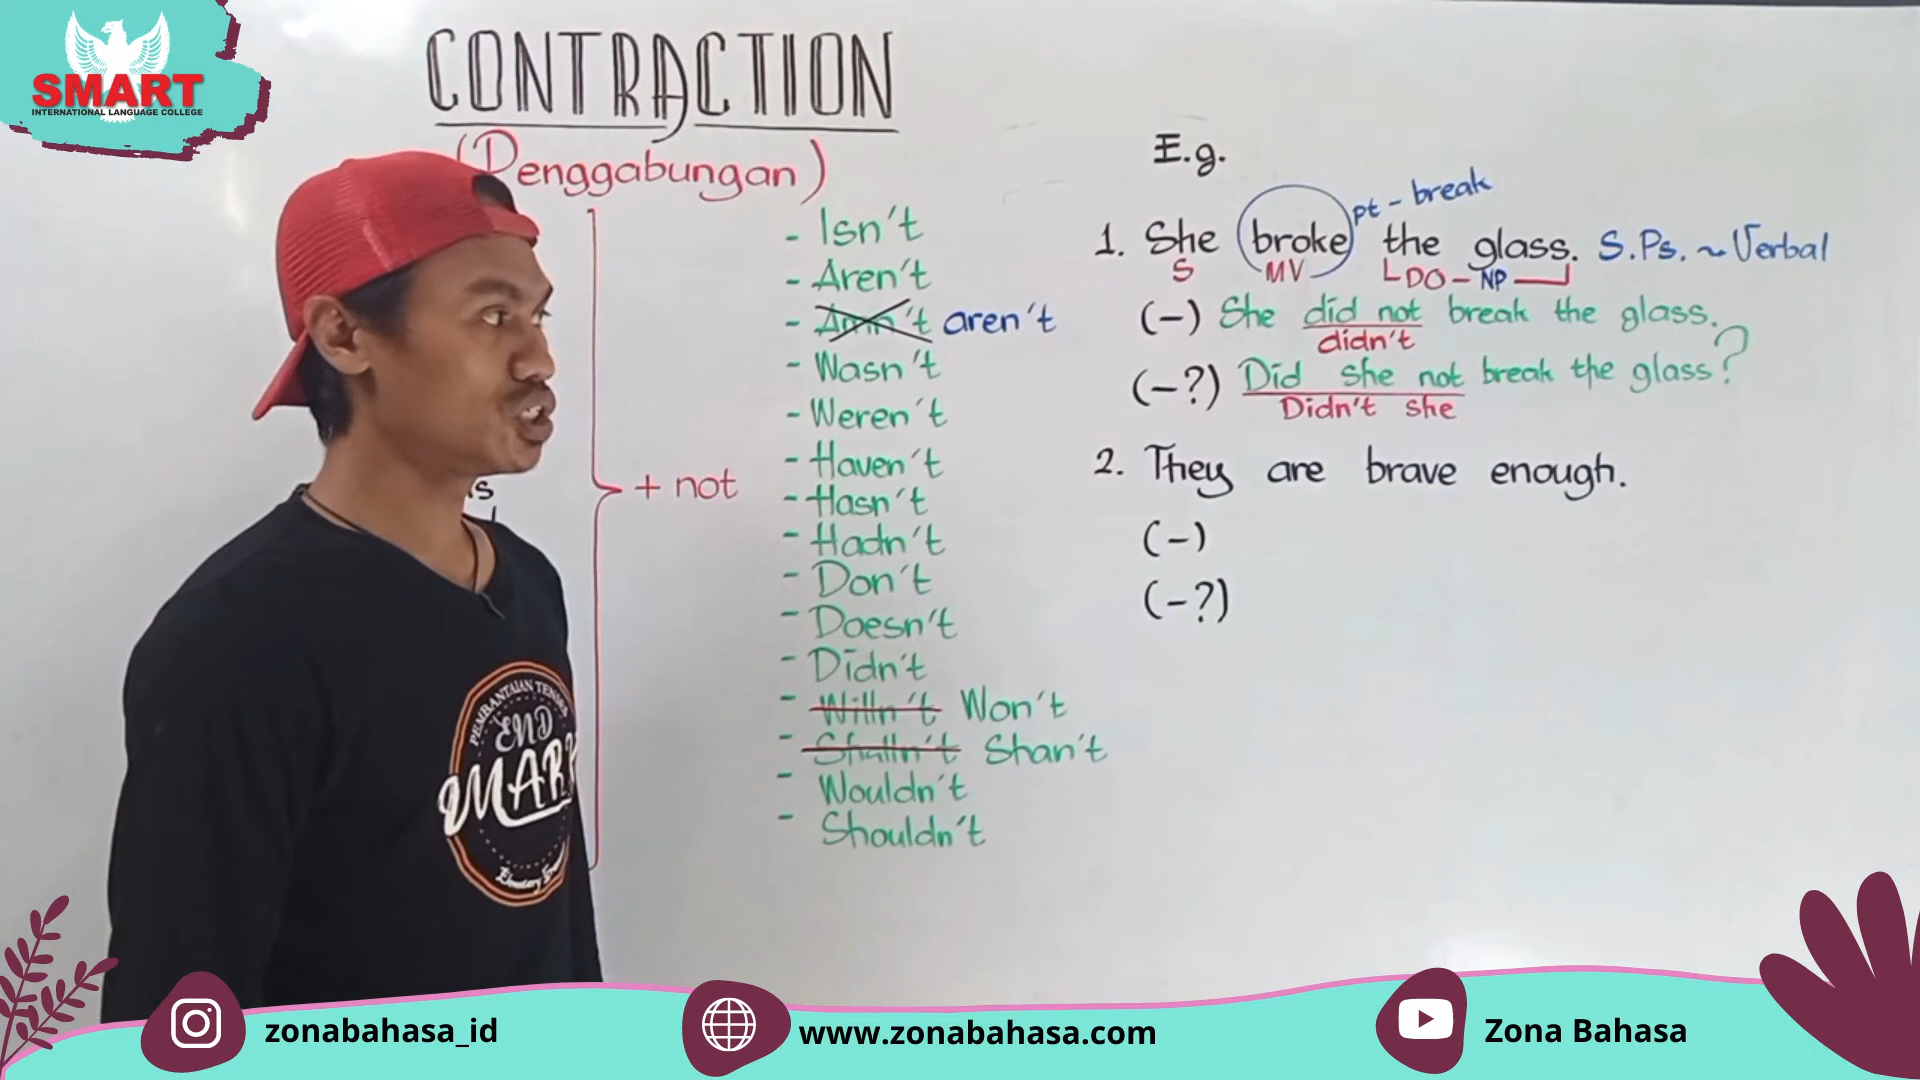 SMART
INTERNATIONAL LANGUAGE COLLEGE
CONTRACTION
(Penggabungan)
+ not
- Isn't
- Aren't
- Amn't aren't
- Wasn't
- Weren't
- Haven't
- Hasn't
- Hadn't
- Don't
- Doesn't
- Didn't
- Willn't Won't
- Shalln't Shan't
- Wouldn't
- Shouldn't
E.g.
pt - break
1. She broke the glass. S.Ps. ~ Verbal
S MV DO - NP
(-) She did not break the glass.
didn't
(-?) Did she not break the glass?
Didn't she
2. They are brave enough.
(-)
(-?)
PEMBANTAIAN
END
MARK
zonabahasa_id
www.zonabahasa.com
Zona Bahasa